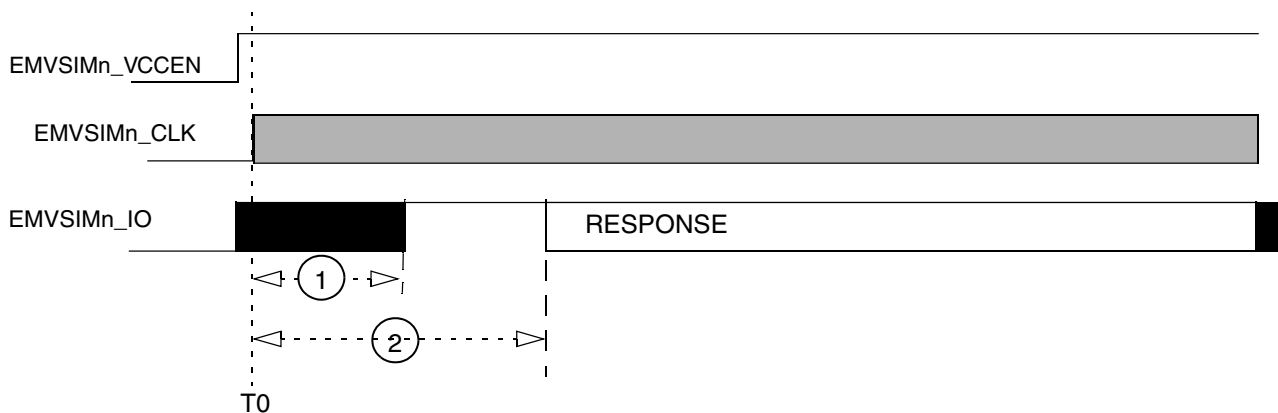 EMVSIMn_VCCEN
EMVSIMn_CLK
EMVSIMn_IO
RESPONSE
1
2
T0